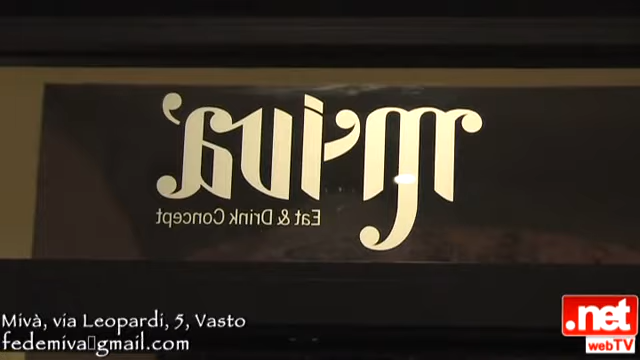 mivà
Eat & Drink Concept
Mivà, via Leopardi, 5, Vasto
fedemiva▯gmail.com
.net
webTV